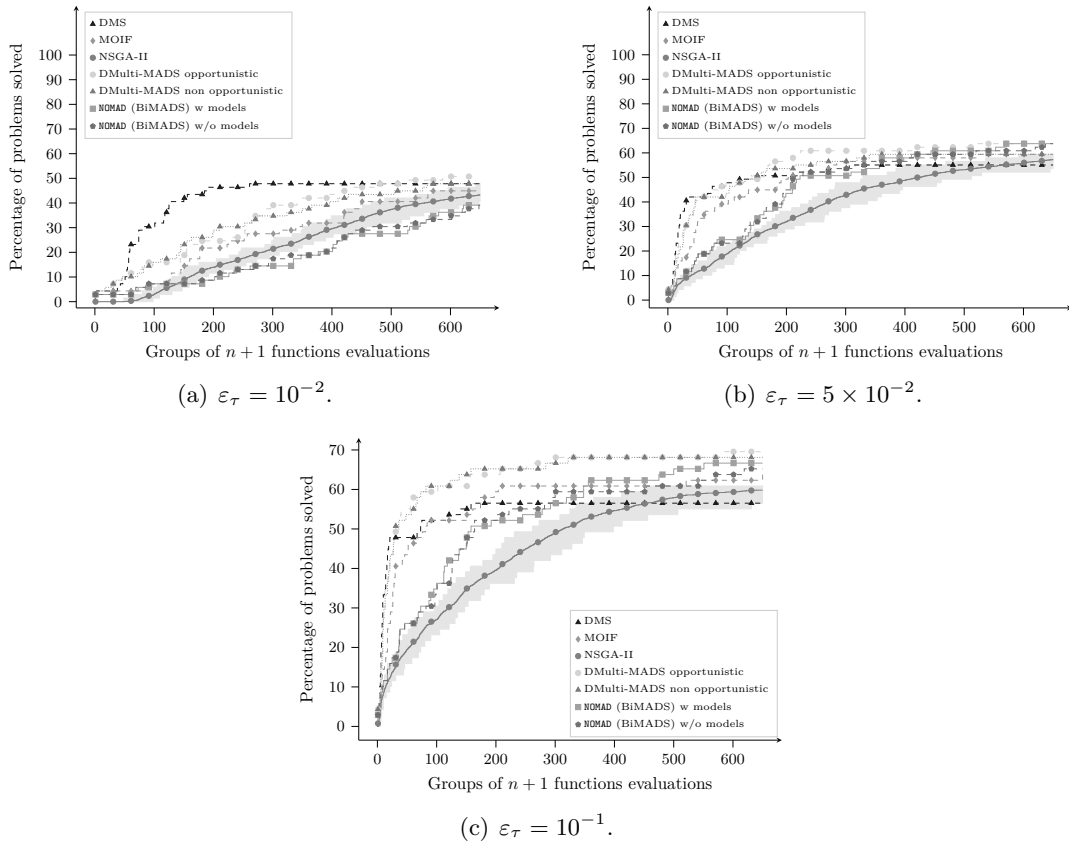 Percentage of problems solved
100
90
80
70
60
50
40
30
20
10
0
DMS
MOIF
NSGA-II
DMulti-MADS opportunistic
DMulti-MADS non opportunistic
NOMAD (BiMADS) w models
NOMAD (BiMADS) w/o models
0 100 200 300 400 500 600
Groups of n + 1 functions evaluations
(a) ε_τ = 10⁻².
Percentage of problems solved
100
90
80
70
60
50
40
30
20
10
0
DMS
MOIF
NSGA-II
DMulti-MADS opportunistic
DMulti-MADS non opportunistic
NOMAD (BiMADS) w models
NOMAD (BiMADS) w/o models
0 100 200 300 400 500 600
Groups of n + 1 functions evaluations
(b) ε_τ = 5 × 10⁻².
Percentage of problems solved
70
60
50
40
30
20
10
0
DMS
MOIF
NSGA-II
DMulti-MADS opportunistic
DMulti-MADS non opportunistic
NOMAD (BiMADS) w models
NOMAD (BiMADS) w/o models
0 100 200 300 400 500 600
Groups of n + 1 functions evaluations
(c) ε_τ = 10⁻¹.